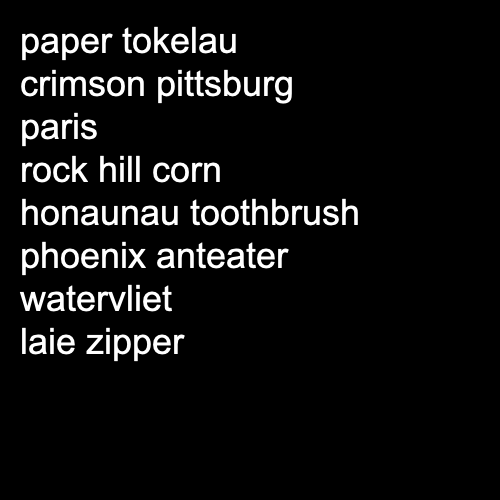 paper tokelau
crimson pittsburg
paris
rock hill corn
honaunau toothbrush
phoenix anteater
watervliet
laie zipper